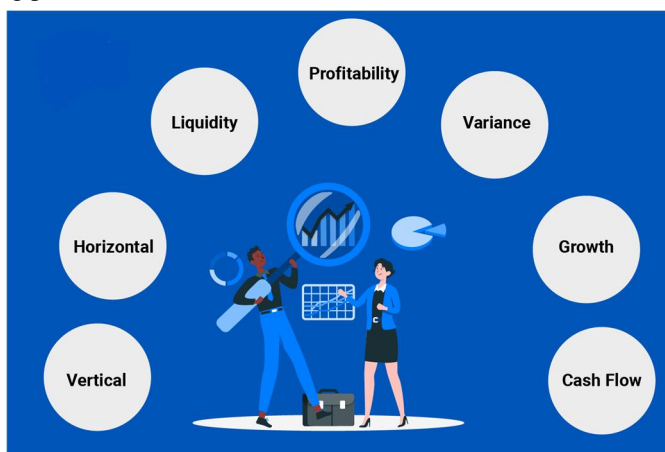 Profitability
Liquidity
Variance
Horizontal
Growth
Vertical
Cash Flow